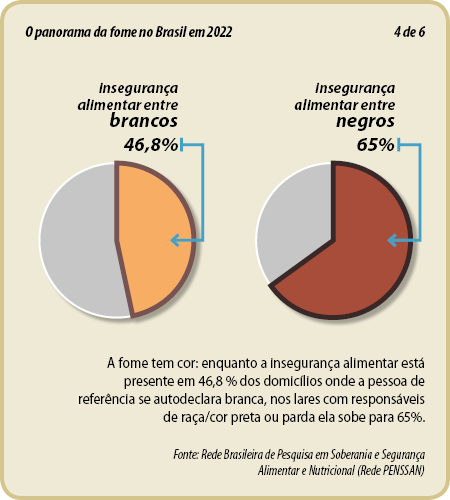 O panorama da fome no Brasil em 2022
4 de 6
insegurança
alimentar entre
brancos
46,8%
insegurança
alimentar entre
negros
65%
A fome tem cor: enquanto a insegurança alimentar está
presente em 46,8 % dos domicílios onde a pessoa de
referência se autodeclara branca, nos lares com responsáveis
de raça/cor preta ou parda ela sobe para 65%.
Fonte: Rede Brasileira de Pesquisa em Soberania e Segurança
Alimentar e Nutricional (Rede PENSSAN)